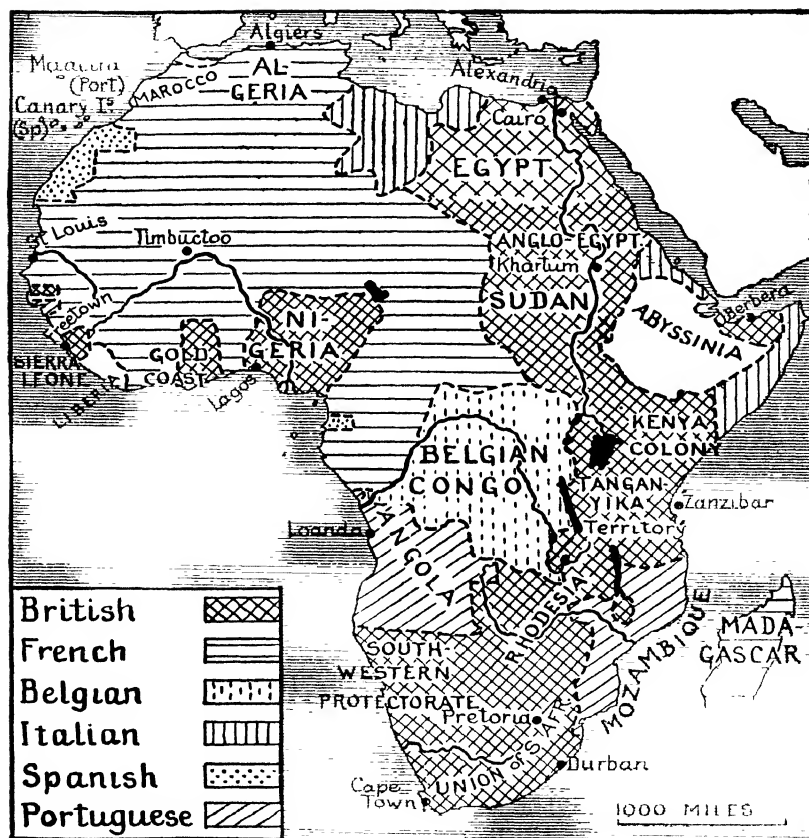 Algiers
Madeira
(Port)
MAROCCO
AL-
GERIA
Canary Is
(Sp)
Alexandria
Cairo
EGYPT
St Louis
Timbuctoo
ANGLO-EGYPT.
Khartum
SUDAN
Berbera
ABYSSINIA
Freetown
SIERRA
LEONE
LIBERIA
GOLD
COAST
NI-
GERIA
Lagos
KENYA
COLONY
BELGIAN
CONGO
TANGAN-
YIKA
Territor
Zanzibar
Loanda
ANGOLA
RHODESIA
MOZAMBIQUE
MADA-
GASCAR
SOUTH-
WESTERN
PROTECTORATE
Pretoria
UNION of S. AFR.
Durban
Cape
Town
British
French
Belgian
Italian
Spanish
Portuguese
1000 MILES